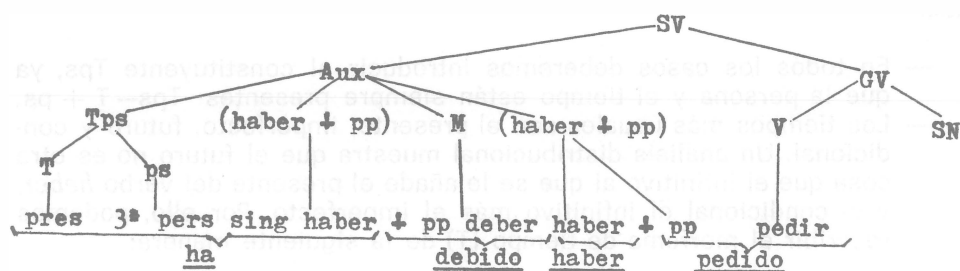 SV
Aux GV
Tps (haber + pp) M (haber + pp) V SN
T ps
pres 3ª pers sing haber + pp deber haber + pp pedir
ha debido haber pedido